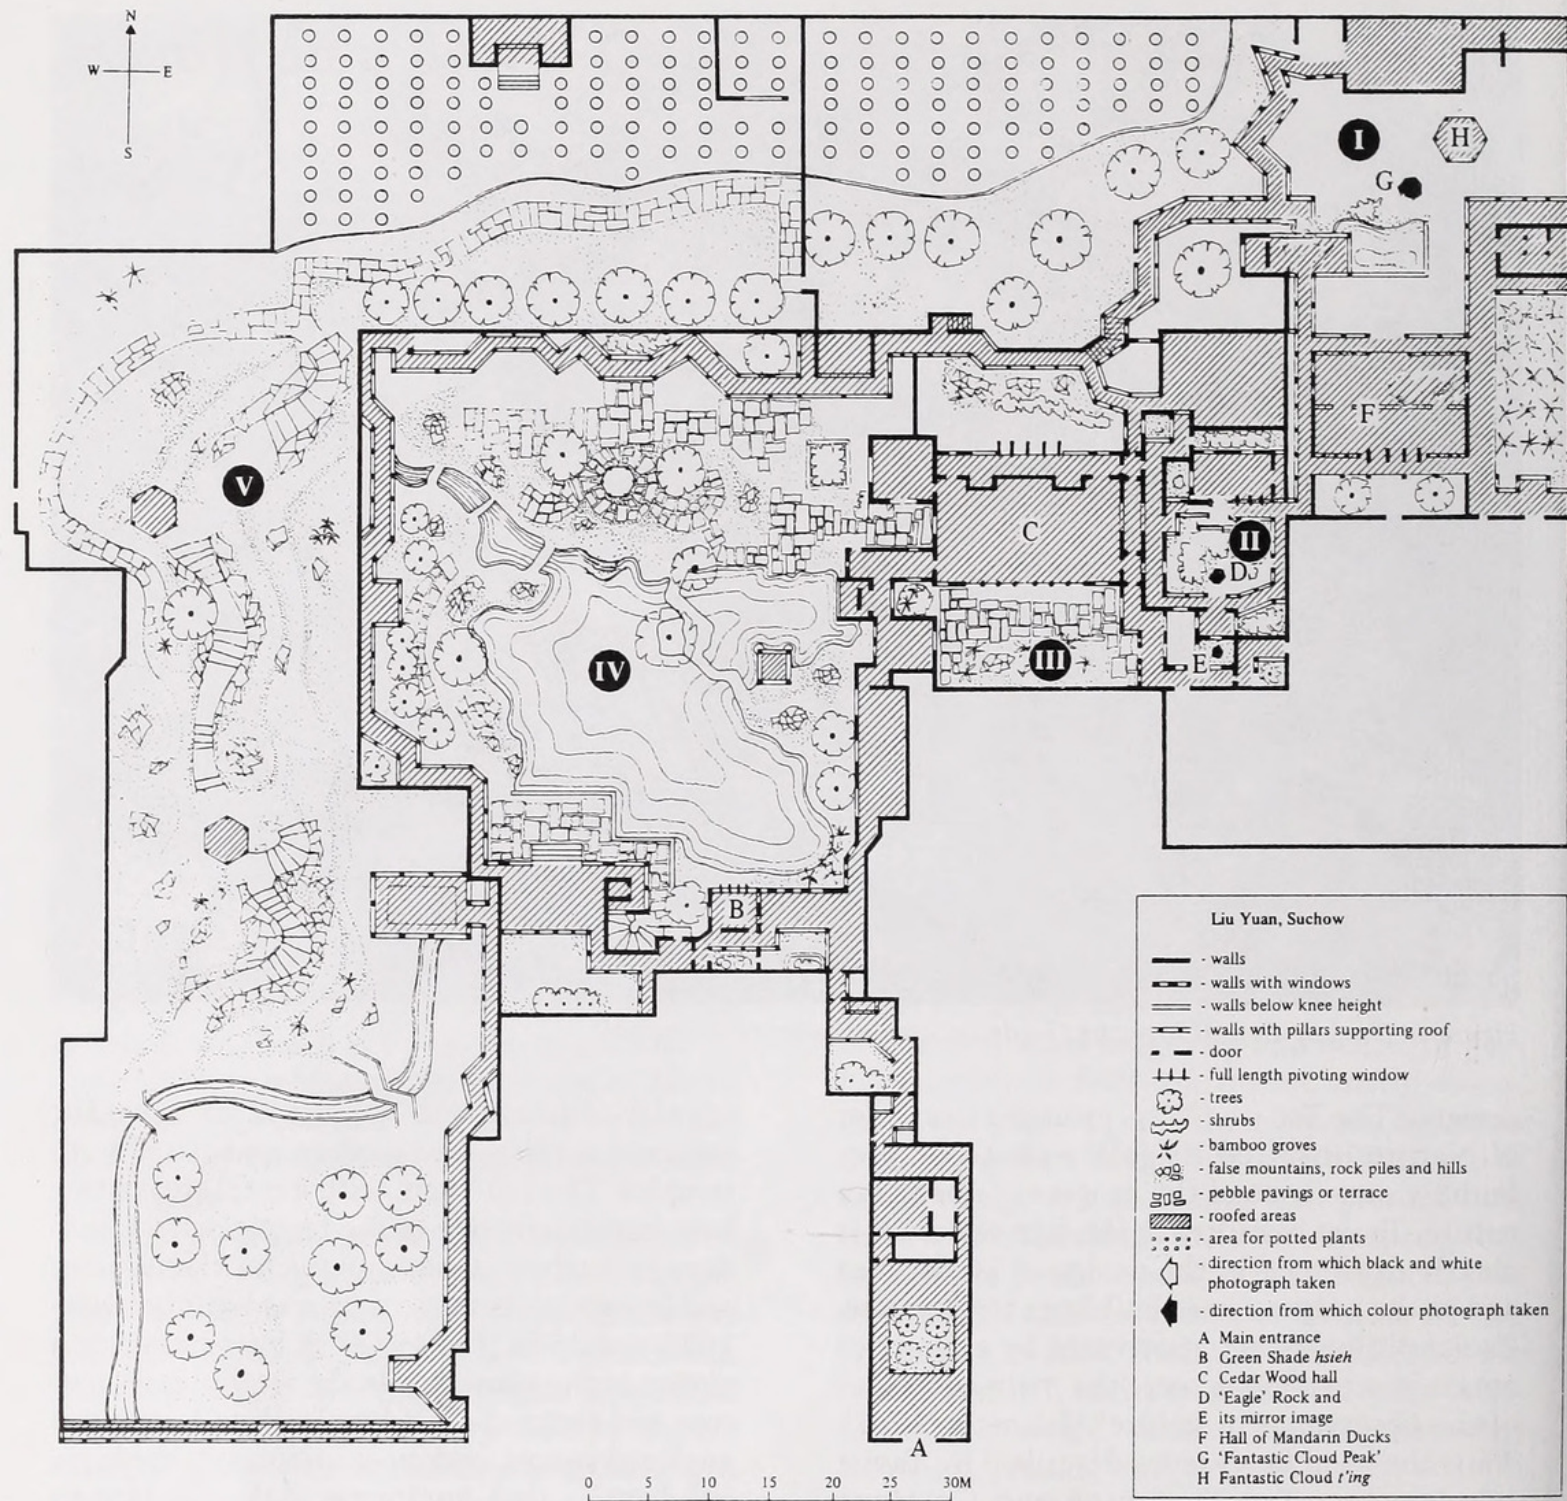 N
W E
S
I
H
G
F
V
C
II
D
III
E
IV
B
A
0 5 10 15 20 25 30M
Liu Yuan, Suchow
- walls
- walls with windows
- walls below knee height
- walls with pillars supporting roof
- door
- full length pivoting window
- trees
- shrubs
- bamboo groves
- false mountains, rock piles and hills
- pebble pavings or terrace
- roofed areas
- area for potted plants
- direction from which black and white
photograph taken
- direction from which colour photograph taken
A Main entrance
B Green Shade hsieh
C Cedar Wood hall
D 'Eagle' Rock and
E its mirror image
F Hall of Mandarin Ducks
G 'Fantastic Cloud Peak'
H Fantastic Cloud t'ing